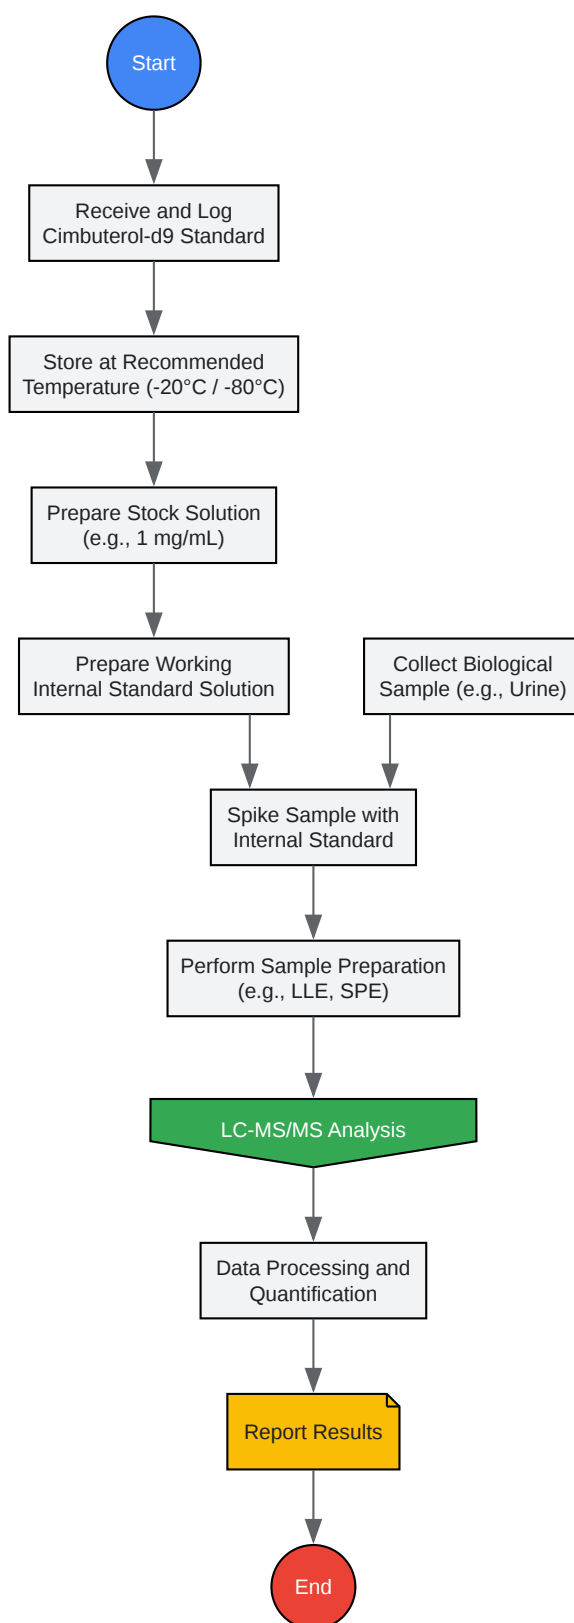 Start
Receive and Log
Cimbuterol-d9 Standard
Store at Recommended
Temperature (-20°C / -80°C)
Prepare Stock Solution
(e.g., 1 mg/mL)
Prepare Working
Internal Standard Solution
Collect Biological
Sample (e.g., Urine)
Spike Sample with
Internal Standard
Perform Sample Preparation
(e.g., LLE, SPE)
LC-MS/MS Analysis
Data Processing and
Quantification
Report Results
End